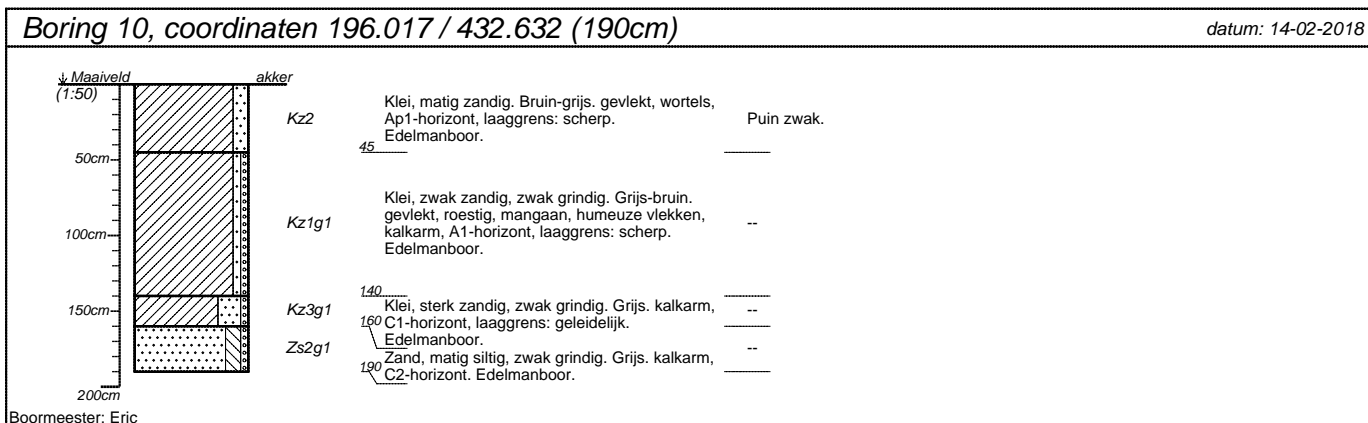 Boring 10, coordinaten 196.017 / 432.632 (190cm)
datum: 14-02-2018
Maaiveld
akker
(1:50)
Kz2
Klei, matig zandig. Bruin-grijs. gevlekt, wortels,
Ap1-horizont, laaggrens: scherp.
Edelmanboor.
Puin zwak.
45
50cm
Kz1g1
Klei, zwak zandig, zwak grindig. Grijs-bruin.
gevlekt, roestig, mangaan, humeuze vlekken,
kalkarm, A1-horizont, laaggrens: scherp.
Edelmanboor.
--
100cm
140
150cm
Kz3g1
Klei, sterk zandig, zwak grindig. Grijs. kalkarm,
C1-horizont, laaggrens: geleidelijk.
Edelmanboor.
--
160
Zs2g1
Zand, matig siltig, zwak grindig. Grijs. kalkarm,
C2-horizont. Edelmanboor.
--
190
200cm
Boormeester: Eric